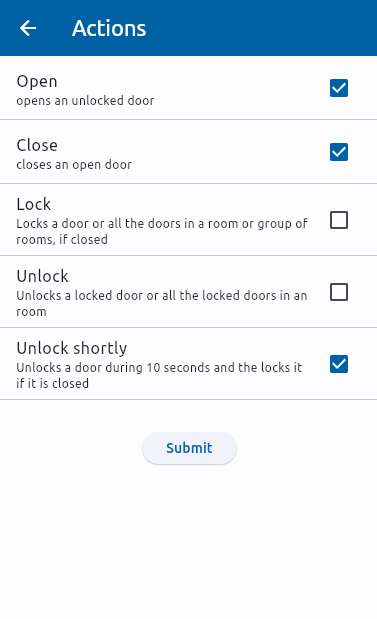 Actions
Open
opens an unlocked door
Close
closes an open door
Lock
Locks a door or all the doors in a room or group of
rooms, if closed
Unlock
Unlocks a locked door or all the locked doors in an
room
Unlock shortly
Unlocks a door during 10 seconds and the locks it
if it is closed
Submit